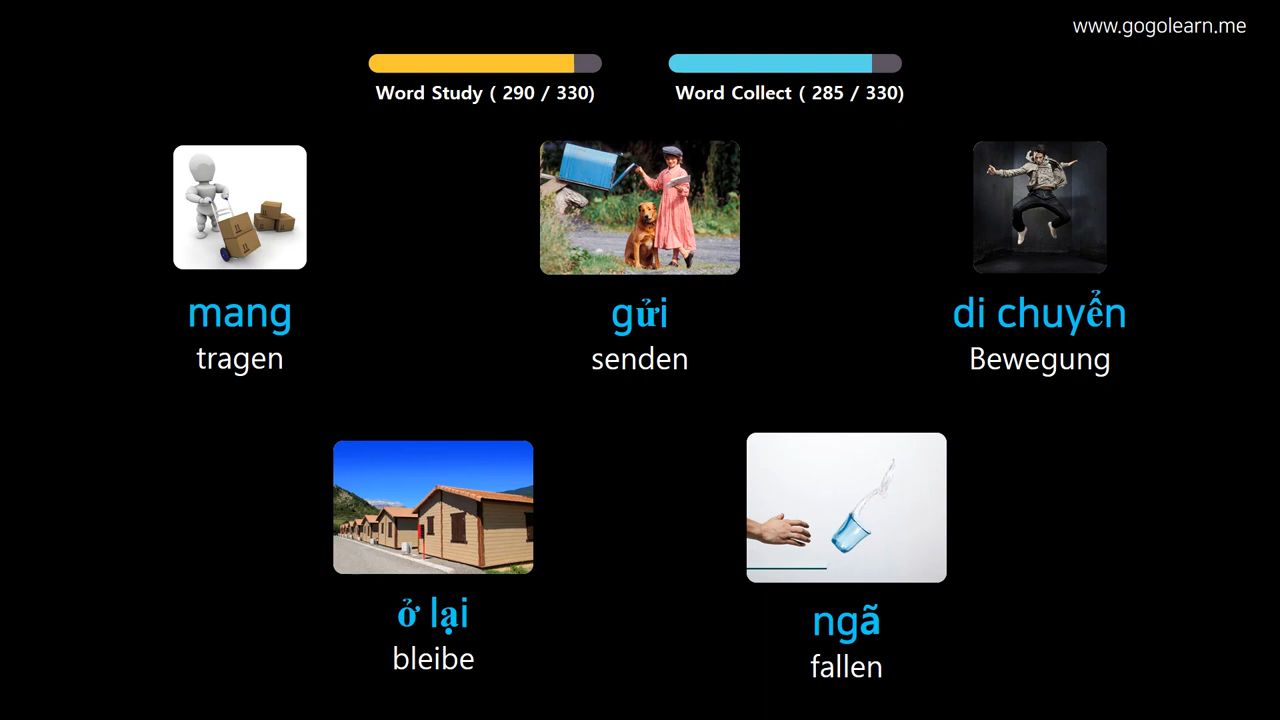 www.gogolearn.me
Word Study ( 290 / 330)
Word Collect ( 285 / 330)
mang
tragen
gửi
senden
di chuyển
Bewegung
ở lại
bleibe
ngã
fallen